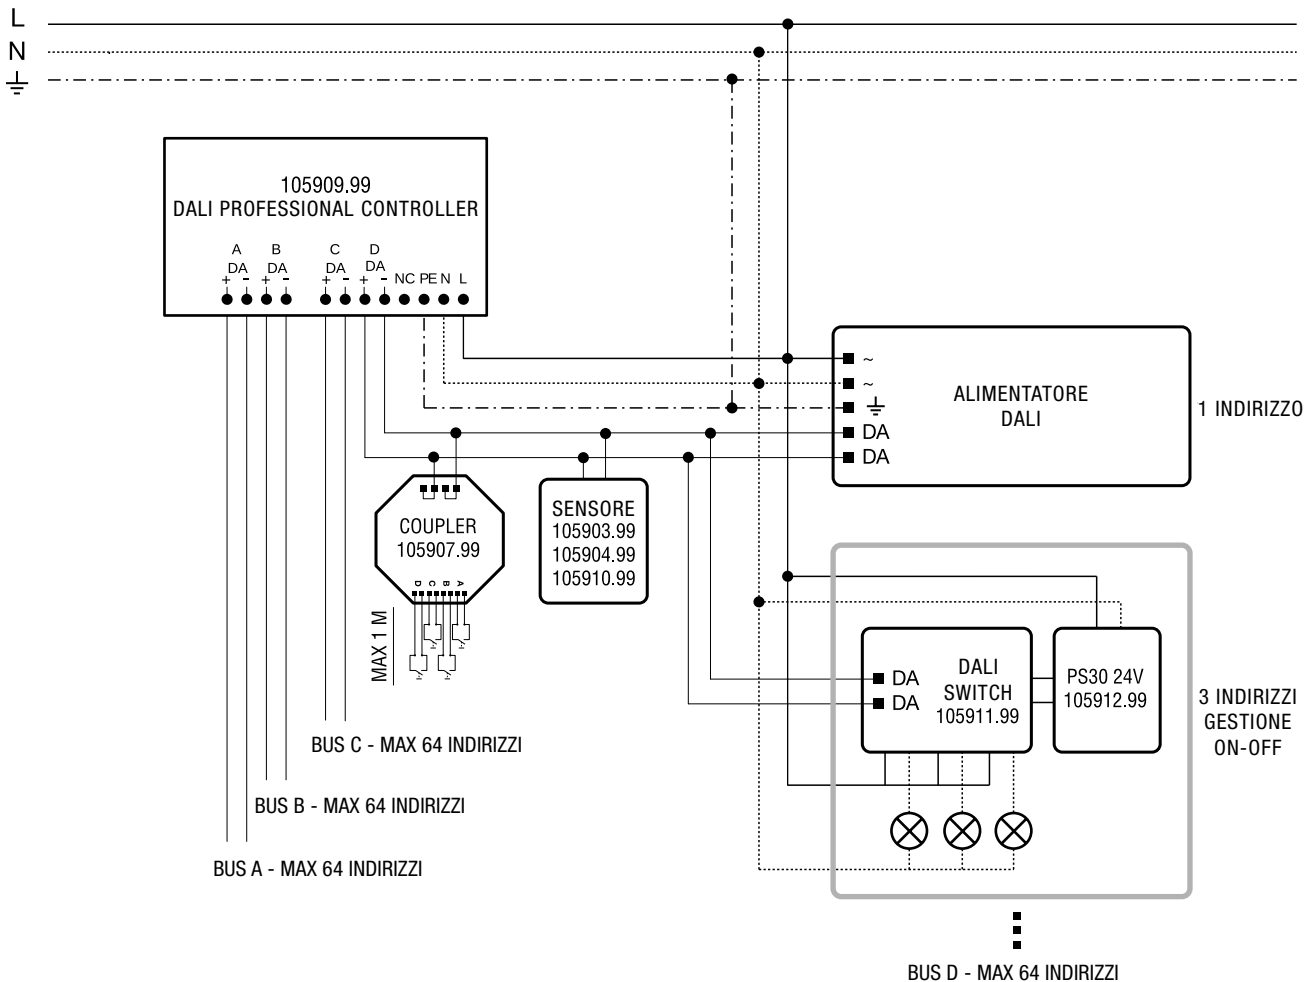 L
N
105909.99
DALI PROFESSIONAL CONTROLLER
A B C D
DA DA DA DA
+ - + - + - + - NC PE N L
~
~
DA
DA
ALIMENTATORE
DALI
1 INDIRIZZO
COUPLER
105907.99
D C B A
MAX 1 M
SENSORE
105903.99
105904.99
105910.99
DA
DA
DALI
SWITCH
105911.99
PS30 24V
105912.99
3 INDIRIZZI
GESTIONE
ON-OFF
BUS C - MAX 64 INDIRIZZI
BUS B - MAX 64 INDIRIZZI
BUS A - MAX 64 INDIRIZZI
BUS D - MAX 64 INDIRIZZI